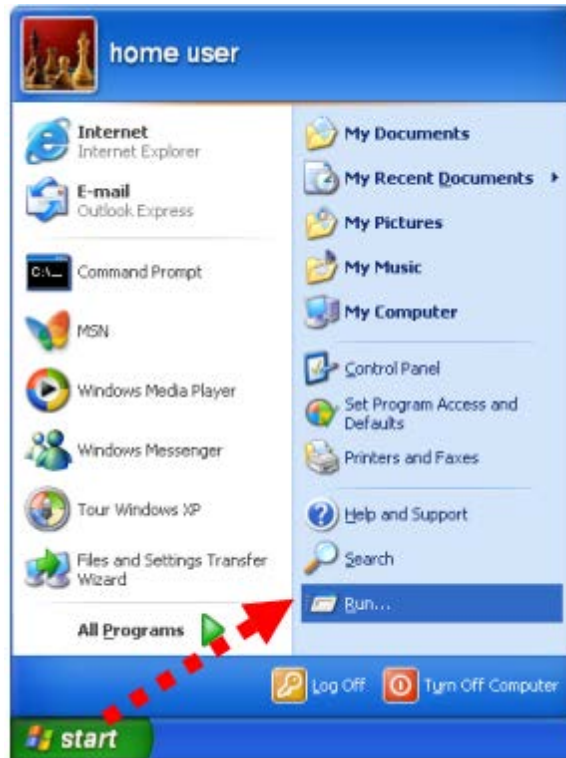 home user
Internet
Internet Explorer
E-mail
Outlook Express
C:\_
Command Prompt
MSN
Windows Media Player
Windows Messenger
Tour Windows XP
Files and Settings Transfer
Wizard
All Programs
My Documents
My Recent Documents
My Pictures
My Music
My Computer
Control Panel
Set Program Access and
Defaults
Printers and Faxes
Help and Support
Search
Run...
Log Off
Turn Off Computer
start